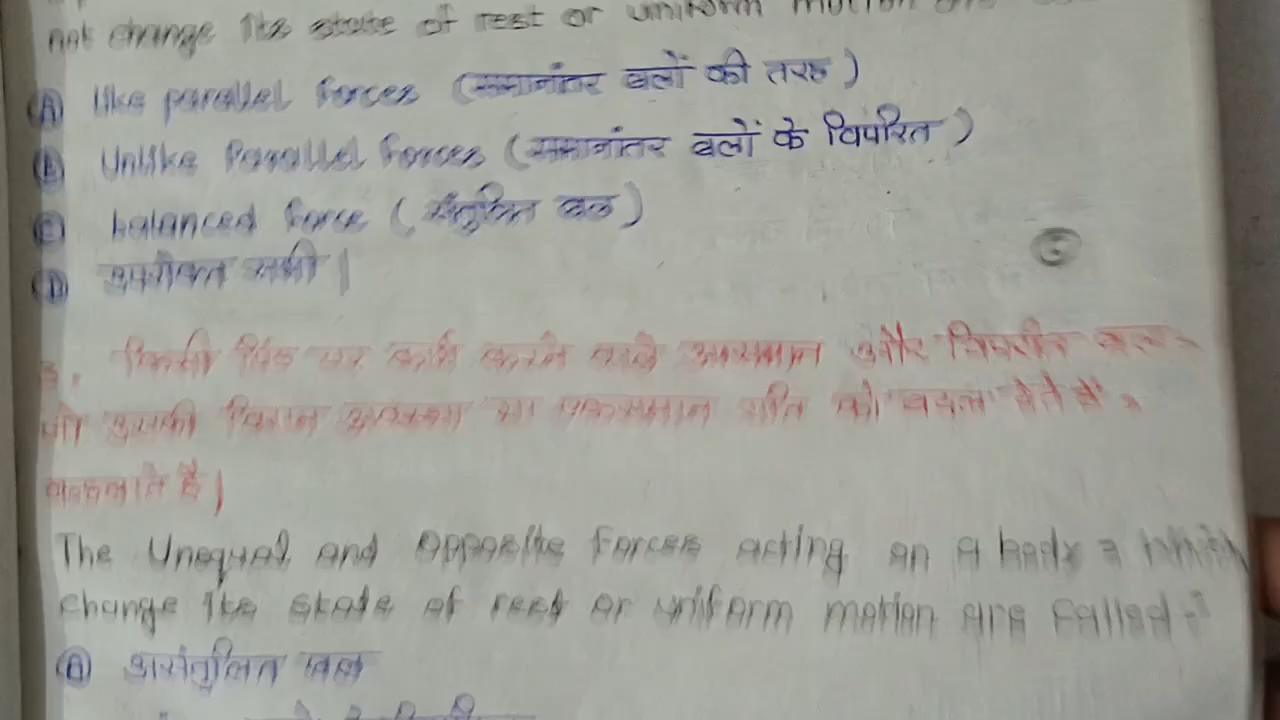 not change its state of rest or uniform motion are
(A) like parallel forces (समानांतर बलों की तरह)
(B) Unlike Parallel forces (समानांतर बलों के विपरित)
(C) balanced force (संतुलित बल)
(D) उपरोक्त सभी |
(C)
3. किसी पिंड पर कार्य करने वाले असमान और विपरीत बल,
जो उसकी विराम अवस्था या एकसमान गति को बदल देते हैं,
कहलाते है |
The Unequal and opposite forces acting on a body, which
change its state of rest or uniform motion are called-
(A) असंतुलित बल